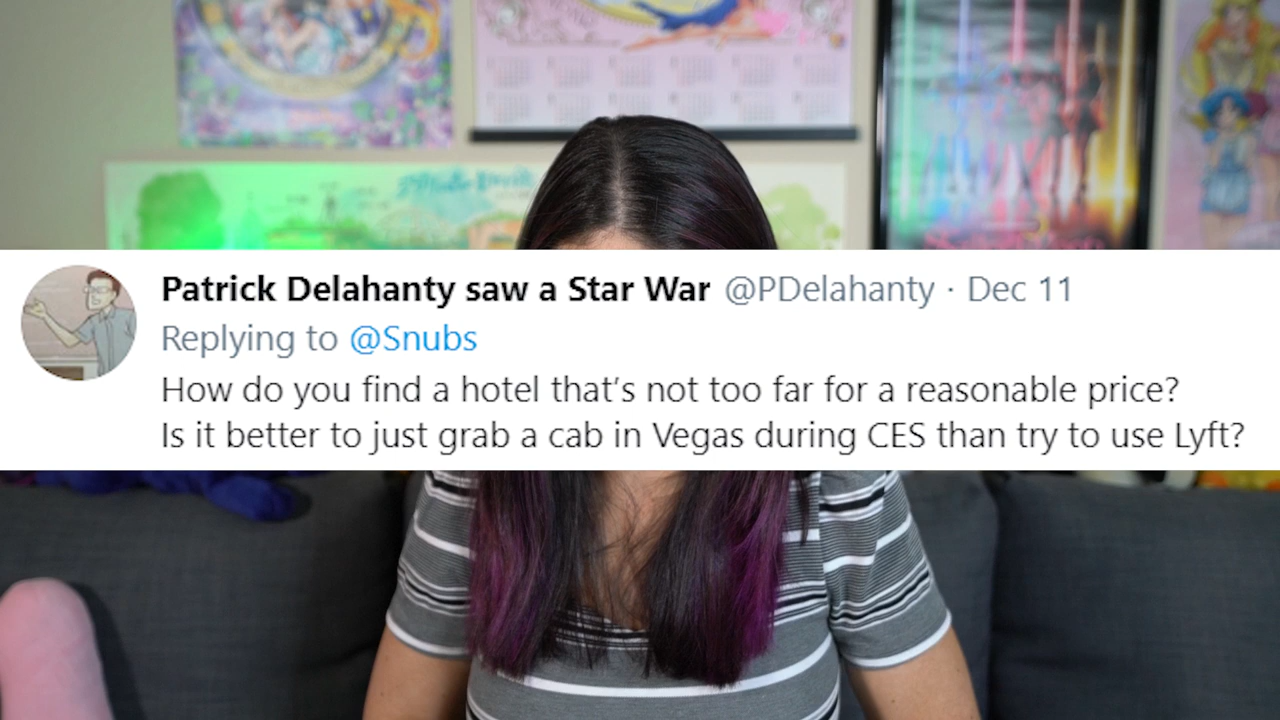 Patrick Delahanty saw a Star War @PDelahanty · Dec 11
Replying to @Snubs
How do you find a hotel that's not too far for a reasonable price?
Is it better to just grab a cab in Vegas during CES than try to use Lyft?